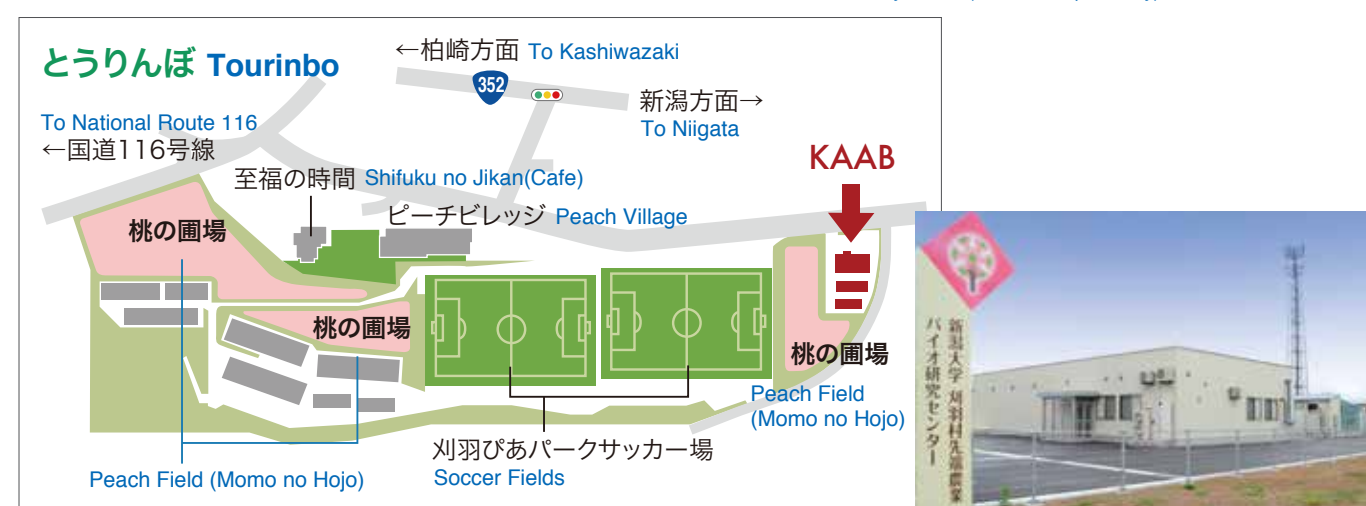 とうりんぼ Tourinbo
←柏崎方面 To Kashiwazaki
352
新潟方面→
To Niigata
To National Route 116
←国道116号線
KAAB
至福の時間 Shifuku no Jikan(Cafe)
ピーチビレッジ Peach Village
桃の圃場
桃の圃場
桃の圃場
Peach Field
(Momo no Hojo)
刈羽ぴあパークサッカー場
Soccer Fields
Peach Field (Momo no Hojo)
新潟大学 刈羽村先端農業
バイオ研究センター